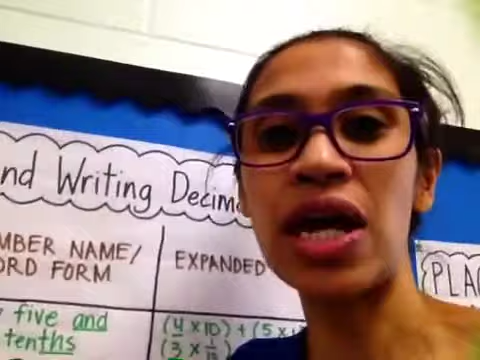 nd Writing Decim
MBER NAME/
ORD FORM
EXPANDED
PLA
five and
tenths
(4 x 10) + (5 x
(3 x 1/10)